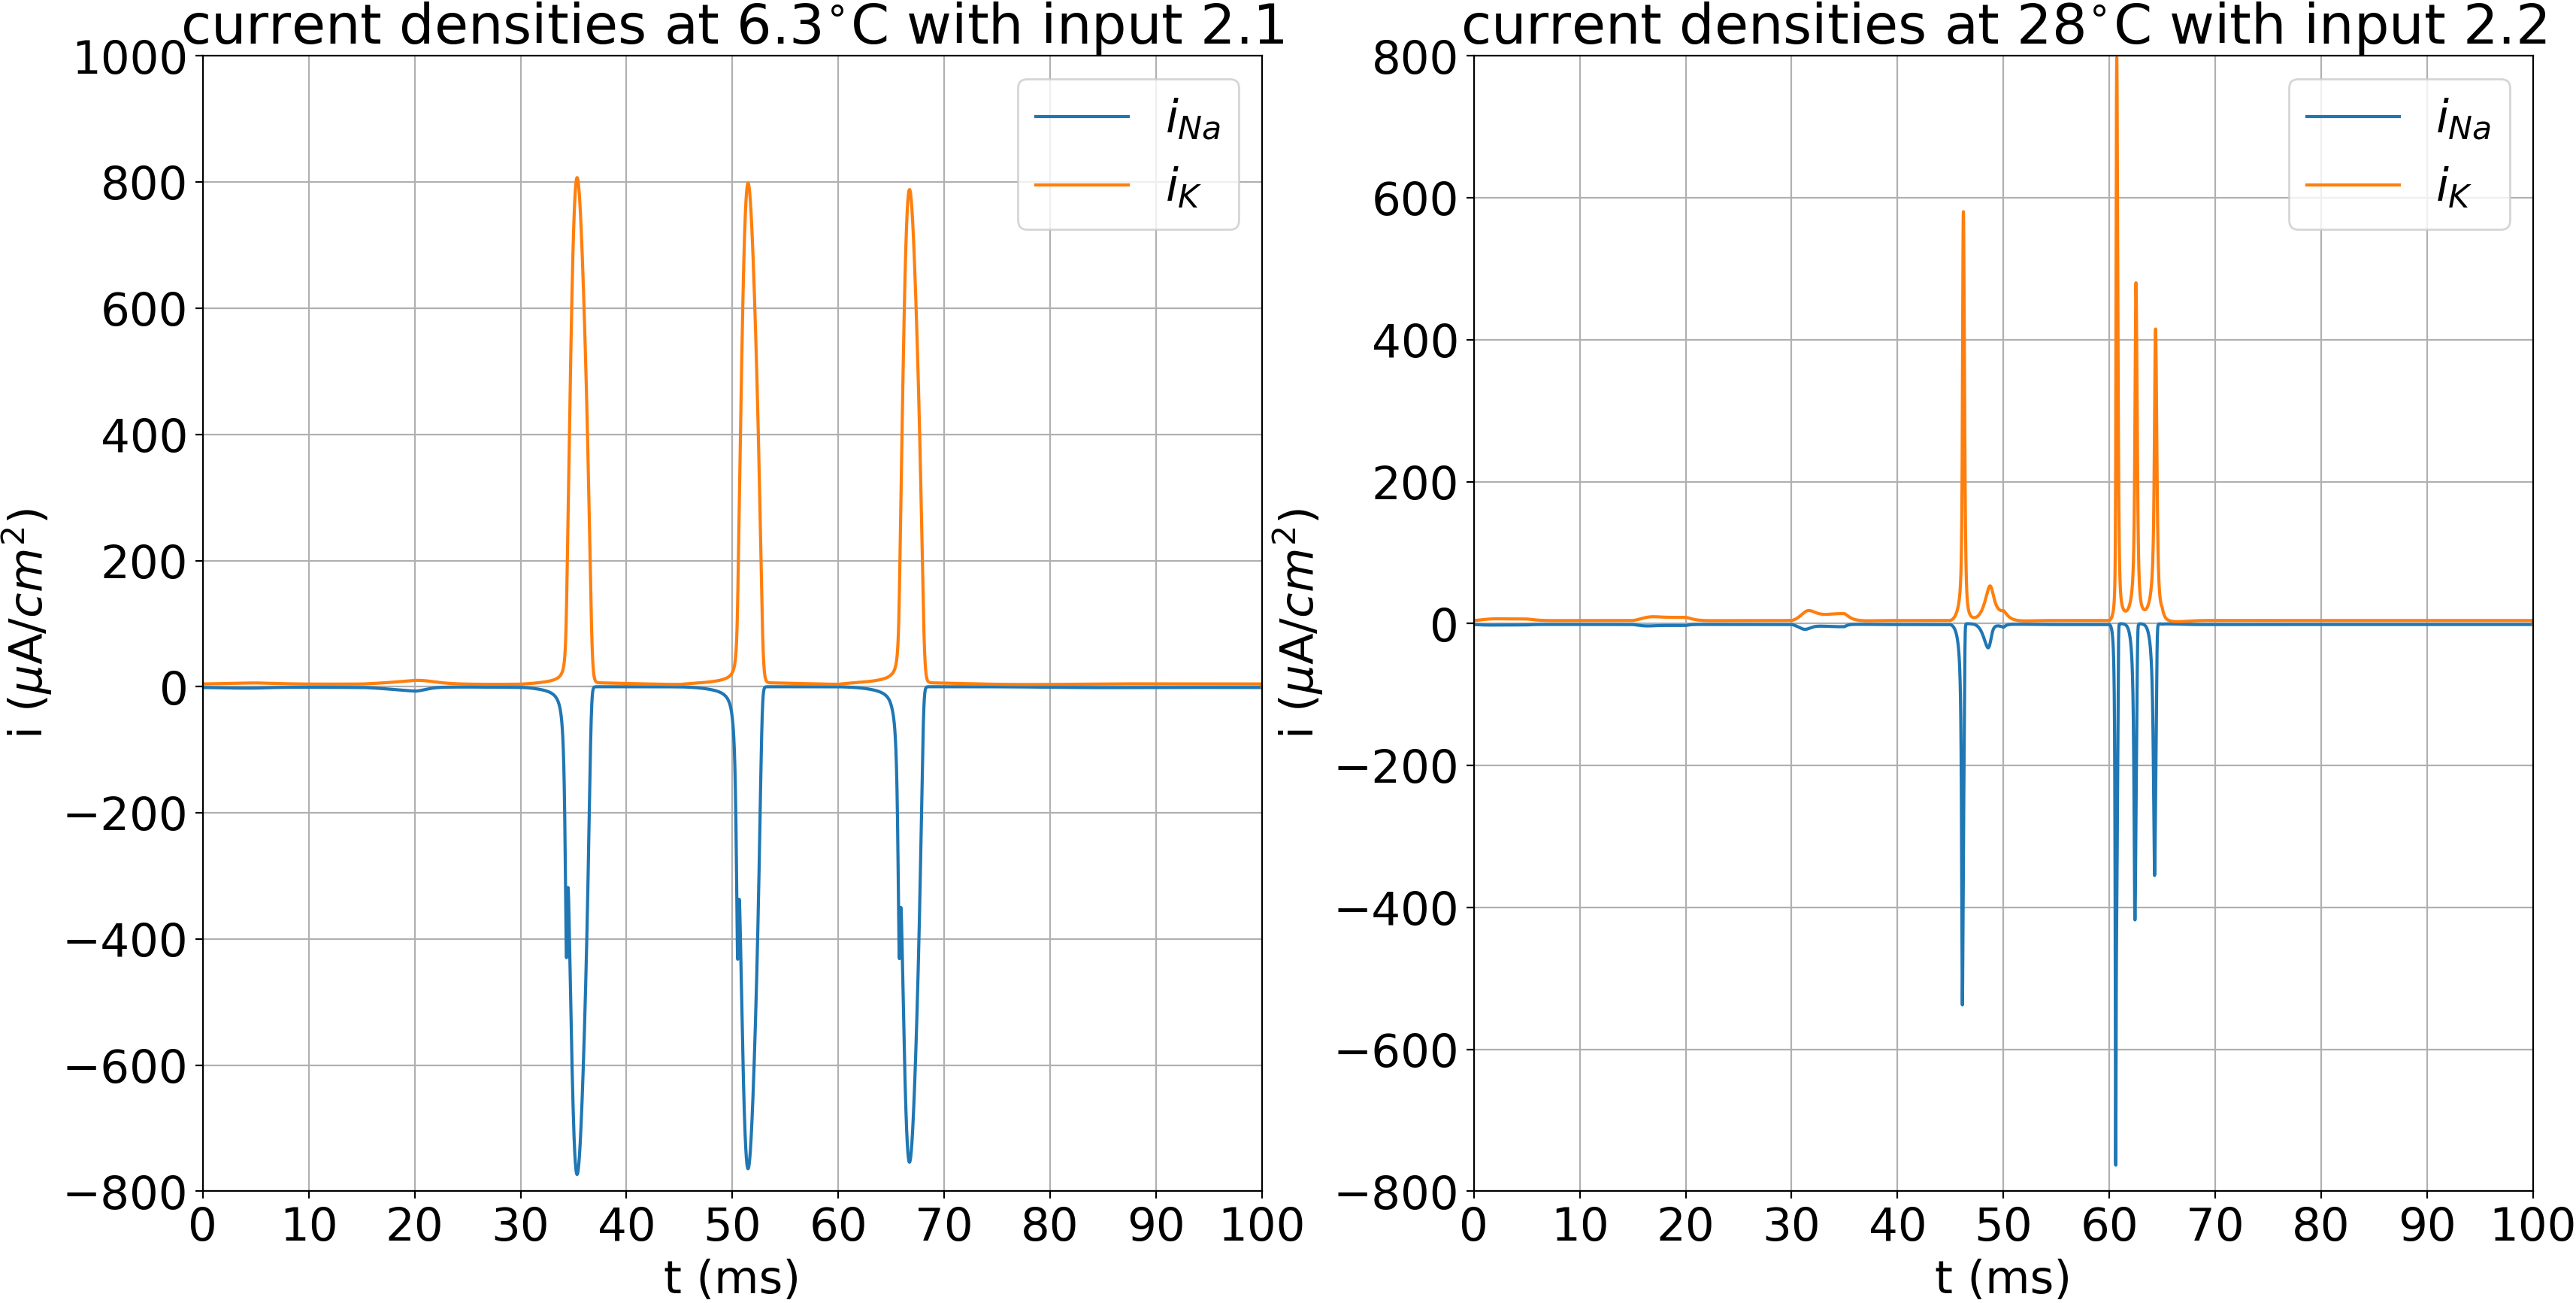 current densities at 6.3°C with input 2.1
1000
800
600
400
200
0
−200
−400
−600
−800
i (μA/cm²)
0 10 20 30 40 50 60 70 80 90 100
t (ms)
i_Na
i_K
current densities at 28°C with input 2.2
800
600
400
200
0
−200
−400
−600
−800
i (μA/cm²)
0 10 20 30 40 50 60 70 80 90 100
t (ms)
i_Na
i_K